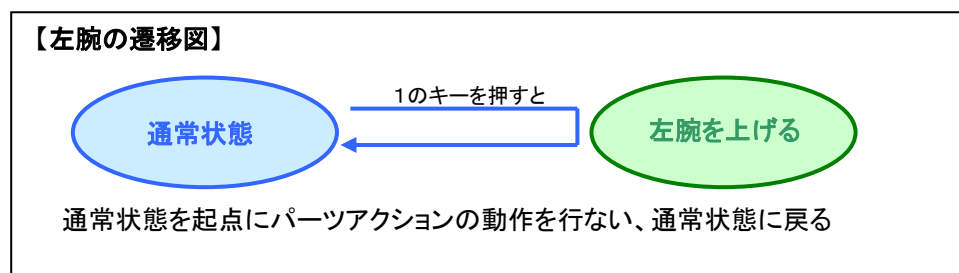 【左腕の遷移図】
1のキーを押すと
通常状態
左腕を上げる
通常状態を起点にパーツアクションの動作を行ない、通常状態に戻る